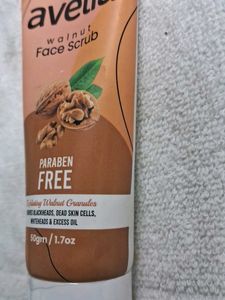 walnut
Face Scrub
PARABEN
FREE
Exfoliating Walnut Granules
BLACKHEADS, DEAD SKIN CELLS,
WHITEHEADS & EXCESS OIL
50gm / 1.7oz